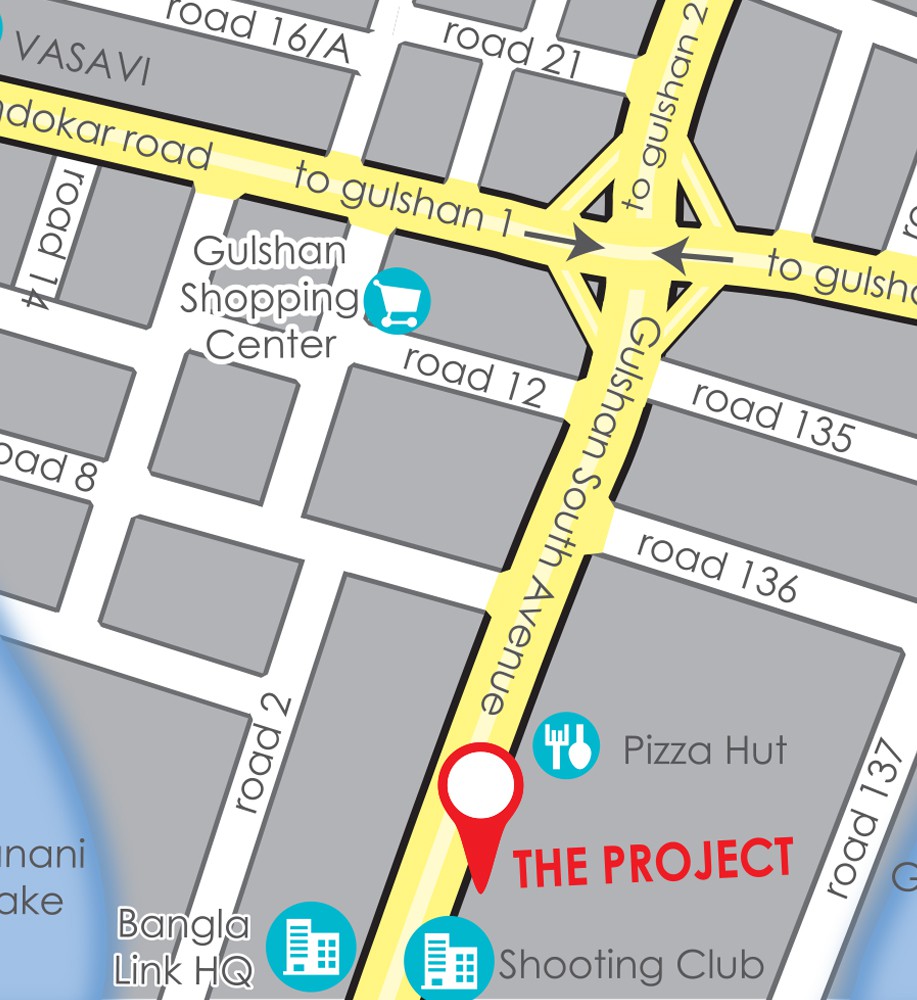 road 16/A
road 21
to gulshan 2
VASAVI
ndokar road
to gulshan 1
to gulsha
road 14
Gulshan
Shopping
Center
road 12
Gulshan South Avenue
road 135
oad 8
road 136
road 2
Pizza Hut
road 137
THE PROJECT
nani
ake
G
Bangla
Link HQ
Shooting Club